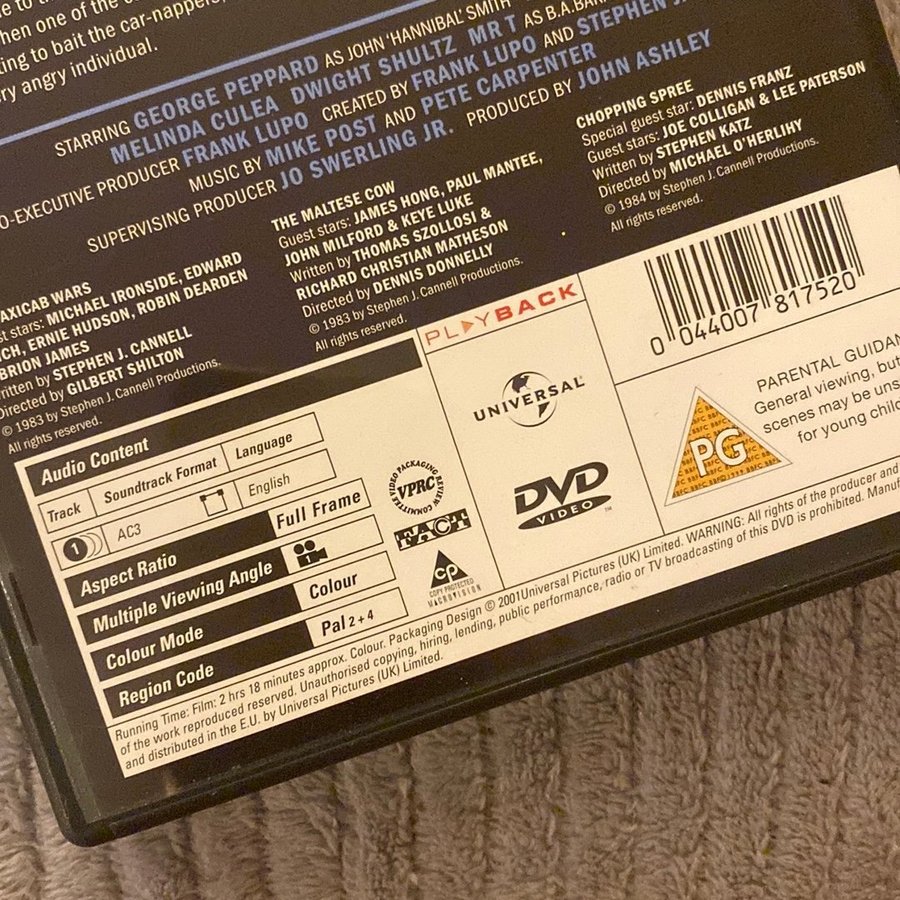 to
hen one of the
car-nappers,
ing to bait the
ry angry individual.
STARRING GEORGE PEPPARD AS JOHN 'HANNIBAL' SMITH
MELINDA CULEA DWIGHT SHULTZ MR T AS B.A.
CREATED BY FRANK LUPO AND STEPHEN J.
O-EXECUTIVE PRODUCER FRANK LUPO
MUSIC BY MIKE POST AND PETE CARPENTER
SUPERVISING PRODUCER JO SWERLING JR. PRODUCED BY JOHN ASHLEY
AXICAB WARS
st stars: MICHAEL IRONSIDE, EDWARD
CH, ERNIE HUDSON, ROBIN DEARDEN
BRION JAMES
ritten by STEPHEN J. CANNELL
Directed by GILBERT SHILTON
© 1983 by Stephen J. Cannell Productions.
All rights reserved.
THE MALTESE COW
Guest stars: JAMES HONG, PAUL MANTEE,
JOHN MILFORD & KEYE LUKE
Written by THOMAS SZOLLOSI &
RICHARD CHRISTIAN MATHESON
Directed by DENNIS DONNELLY
© 1983 by Stephen J. Cannell Productions.
All rights reserved.
CHOPPING SPREE
Special guest star: DENNIS FRANZ
Guest stars: JOE COLLIGAN & LEE PATERSON
Written by STEPHEN KATZ
Directed by MICHAEL O'HERLIHY
© 1984 by Stephen J. Cannell Productions.
All rights reserved.
Audio Content
Track Soundtrack Format Language
1 AC3 English
Aspect Ratio Full Frame
Multiple Viewing Angle 1
Colour Mode Colour
Region Code Pal 2 + 4
VIDEO PACKAGING REVIEW COMMITTEE
VPRC
FACT
cp
COPY PROTECTED
MACROVISION
PLAYBACK
UNIVERSAL
DVD
VIDEO™
0 044007 817520
PG
BBFC
PARENTAL GUIDAN
General viewing, but
scenes may be uns
for young child
Running Time: Film: 2 hrs 18 minutes approx. Colour. Packaging Design © 2001Universal Pictures (UK) Limited. WARNING: All rights of the producer and
of the work reproduced reserved. Unauthorised copying, hiring, lending, public performance, radio or TV broadcasting of this DVD is prohibited. Manuf
and distributed in the E.U. by Universal Pictures (UK) Limited.